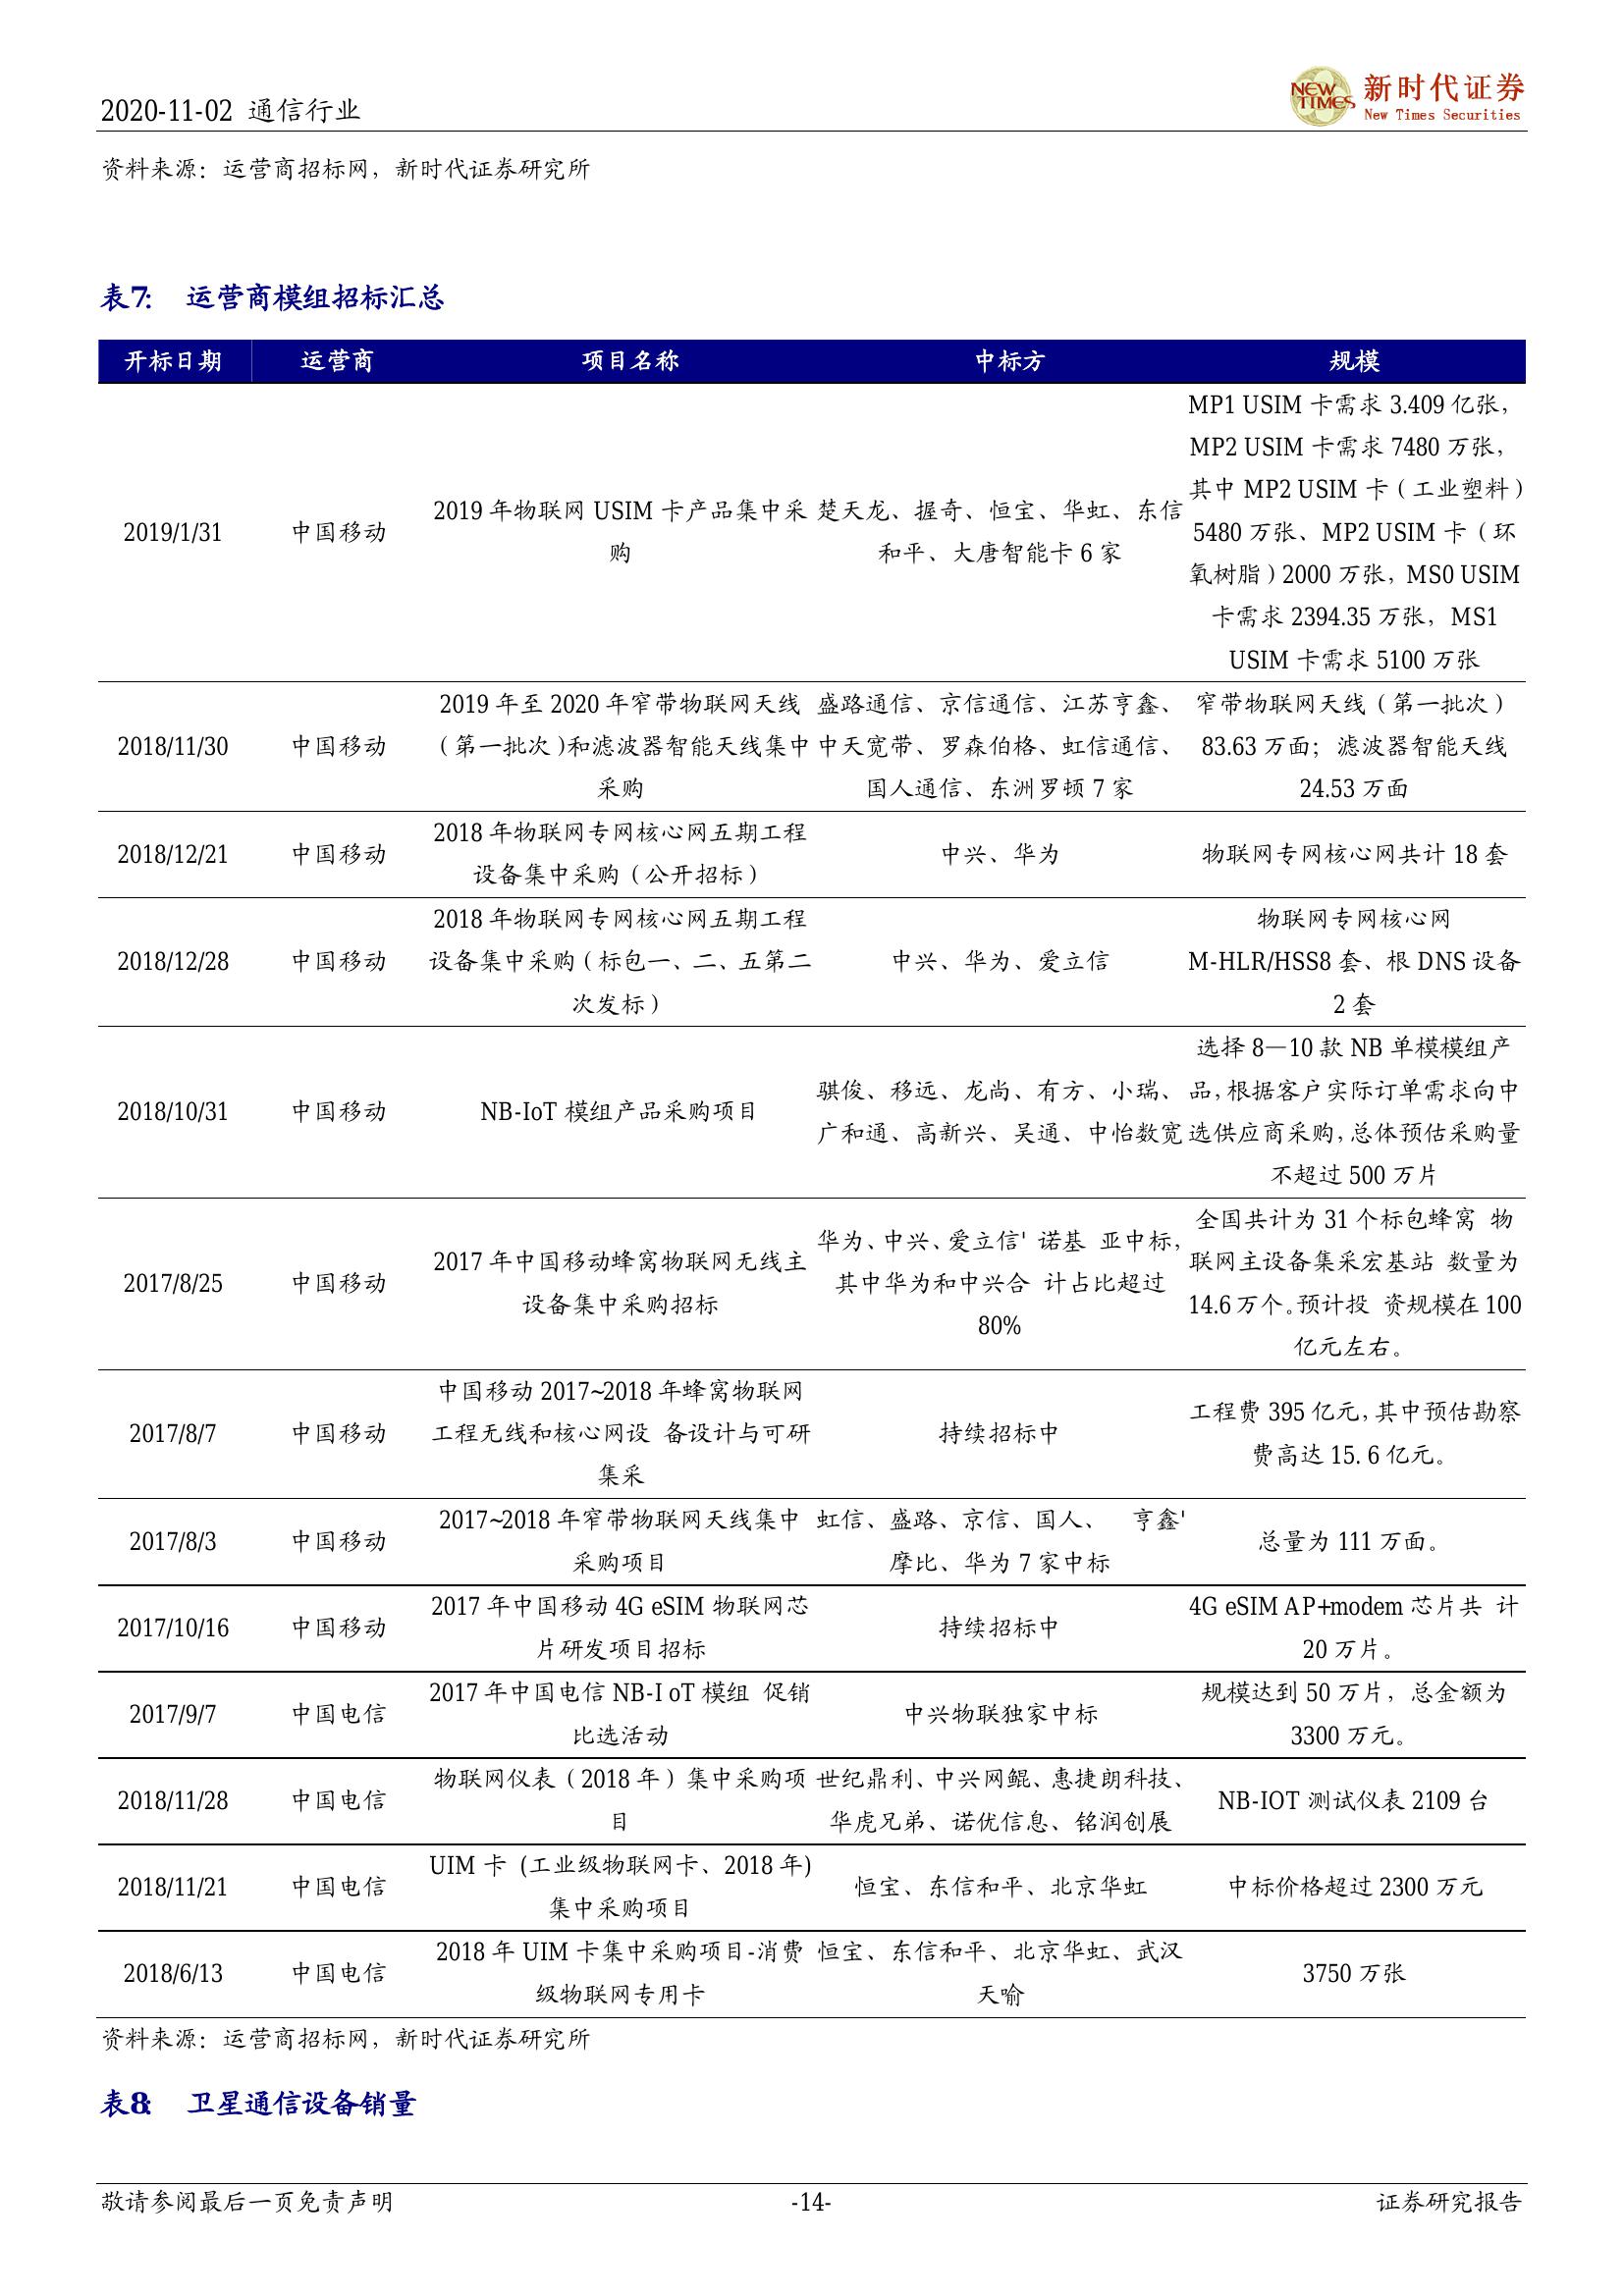 2020-11-02 通信行业
NEW TIMES
新时代证券
New Times Securities
资料来源：运营商招标网，新时代证券研究所
表7： 运营商模组招标汇总
开标日期 运营商 项目名称 中标方 规模
2019/1/31
中国移动
2019 年物联网 USIM 卡产品集中采
购
楚天龙、握奇、恒宝、华虹、东信
和平、大唐智能卡 6 家
MP1 USIM 卡需求 3.409 亿张，
MP2 USIM 卡需求 7480 万张，
其中 MP2 USIM 卡（工业塑料）
5480 万张、MP2 USIM 卡（环
氧树脂）2000 万张，MS0 USIM
卡需求 2394.35 万张，MS1
USIM 卡需求 5100 万张
2018/11/30
中国移动
2019 年至 2020 年窄带物联网天线
（第一批次）和滤波器智能天线集中
采购
盛路通信、京信通信、江苏亨鑫、
中天宽带、罗森伯格、虹信通信、
国人通信、东洲罗顿 7 家
窄带物联网天线（第一批次）
83.63 万面；滤波器智能天线
24.53 万面
2018/12/21
中国移动
2018 年物联网专网核心网五期工程
设备集中采购（公开招标）
中兴、华为
物联网专网核心网共计 18 套
2018/12/28
中国移动
2018 年物联网专网核心网五期工程
设备集中采购（标包一、二、五第二
次发标）
中兴、华为、爱立信
物联网专网核心网
M-HLR/HSS8 套、根 DNS 设备
2 套
2018/10/31
中国移动
NB-IoT 模组产品采购项目
骐俊、移远、龙尚、有方、小瑞、
广和通、高新兴、吴通、中怡数宽
选择 8—10 款 NB 单模模组产
品，根据客户实际订单需求向中
选供应商采购，总体预估采购量
不超过 500 万片
2017/8/25
中国移动
2017 年中国移动蜂窝物联网无线主
设备集中采购招标
华为、中兴、爱立信' 诺基 亚中标，
其中华为和中兴合 计占比超过
80%
全国共计为 31 个标包蜂窝 物
联网主设备集采宏基站 数量为
14.6 万个。预计投 资规模在 100
亿元左右。
2017/8/7
中国移动
中国移动 2017~2018 年蜂窝物联网
工程无线和核心网设 备设计与可研
集采
持续招标中
工程费 395 亿元，其中预估勘察
费高达 15. 6 亿元。
2017/8/3
中国移动
2017~2018 年窄带物联网天线集中
采购项目
虹信、盛路、京信、国人、 亨鑫'
摩比、华为 7 家中标
总量为 111 万面。
2017/10/16
中国移动
2017 年中国移动 4G eSIM 物联网芯
片研发项目招标
持续招标中
4G eSIM AP+modem 芯片共 计
20 万片。
2017/9/7
中国电信
2017 年中国电信 NB-I oT 模组 促销
比选活动
中兴物联独家中标
规模达到 50 万片，总金额为
3300 万元。
2018/11/28
中国电信
物联网仪表（2018 年）集中采购项
目
世纪鼎利、中兴网鲲、惠捷朗科技、
华虎兄弟、诺优信息、铭润创展
NB-IOT 测试仪表 2109 台
2018/11/21
中国电信
UIM 卡 (工业级物联网卡、2018 年)
集中采购项目
恒宝、东信和平、北京华虹
中标价格超过 2300 万元
2018/6/13
中国电信
2018 年 UIM 卡集中采购项目-消费
级物联网专用卡
恒宝、东信和平、北京华虹、武汉
天喻
3750 万张
资料来源：运营商招标网，新时代证券研究所
表8： 卫星通信设备销量
敬请参阅最后一页免责声明 -14- 证券研究报告